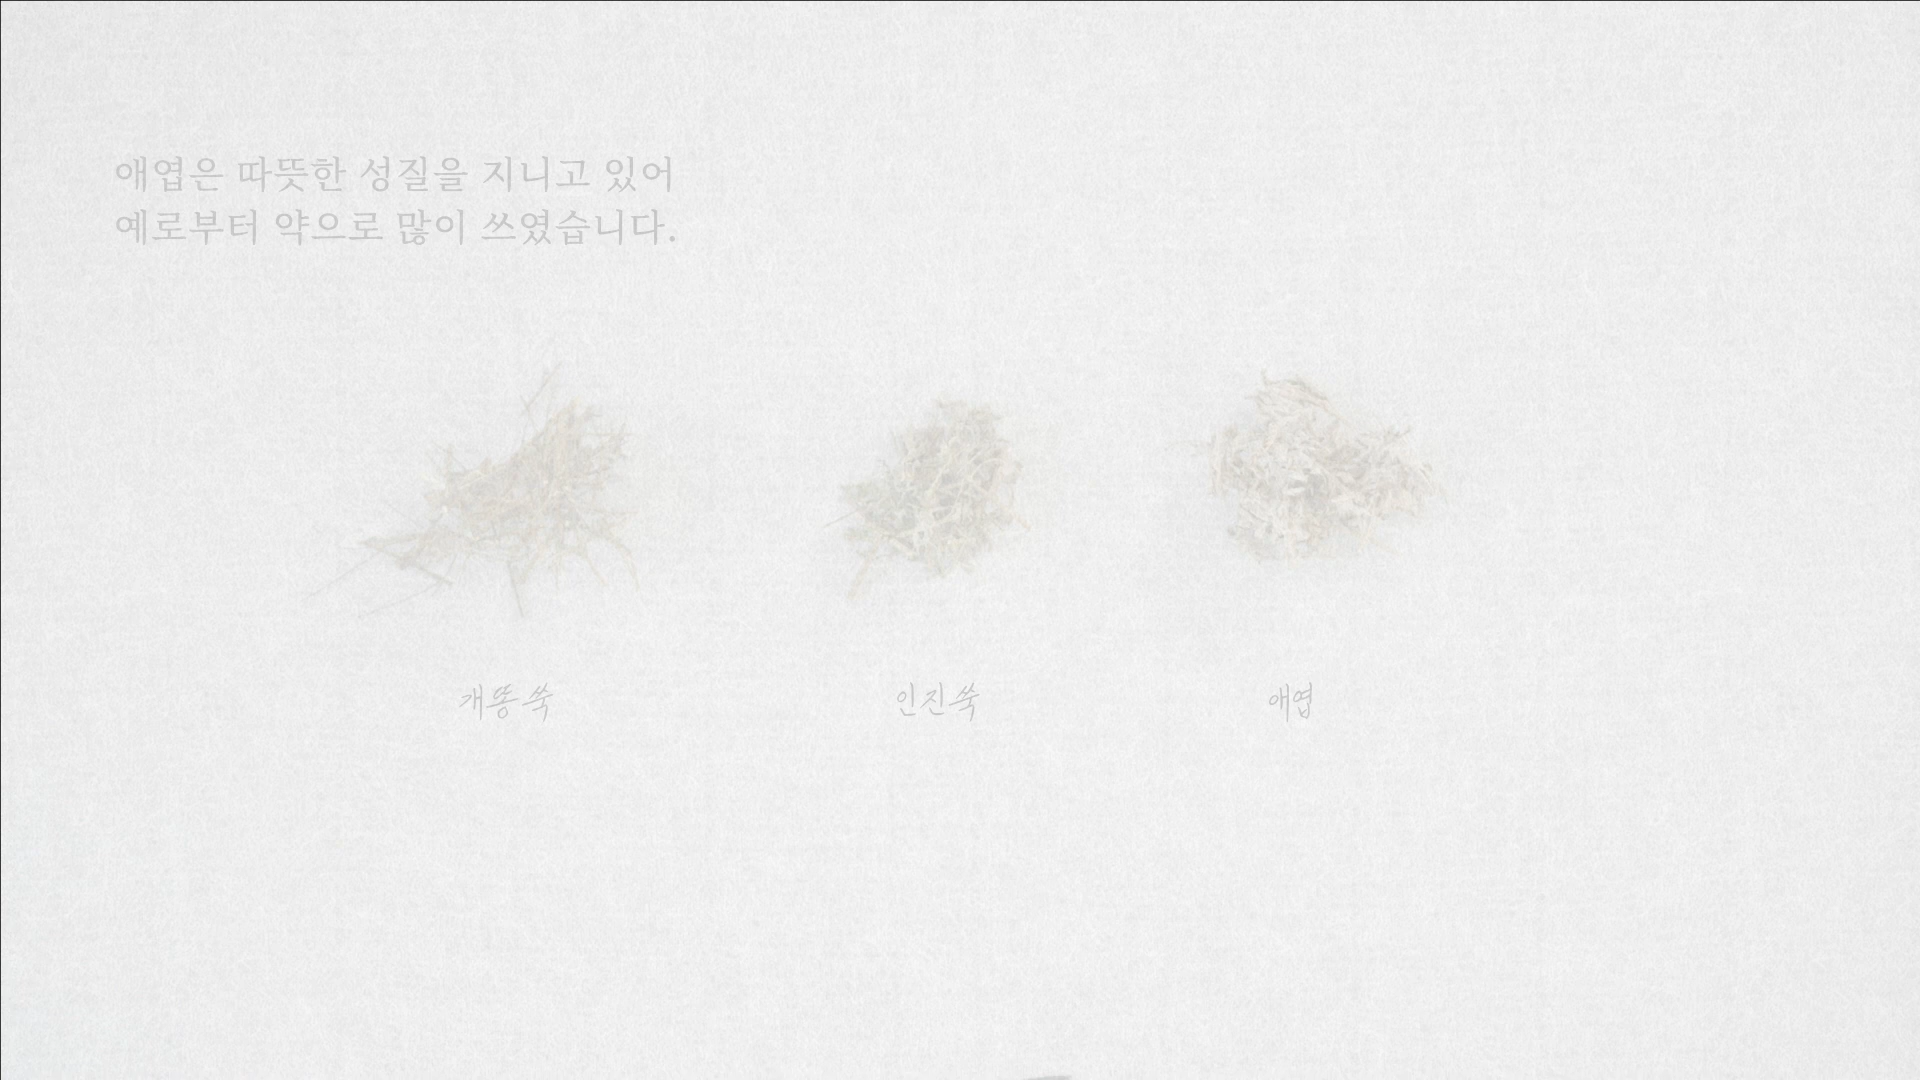 애엽은 따뜻한 성질을 지니고 있어
예로부터 약으로 많이 쓰였습니다.
개똥쑥
인진쑥
애엽